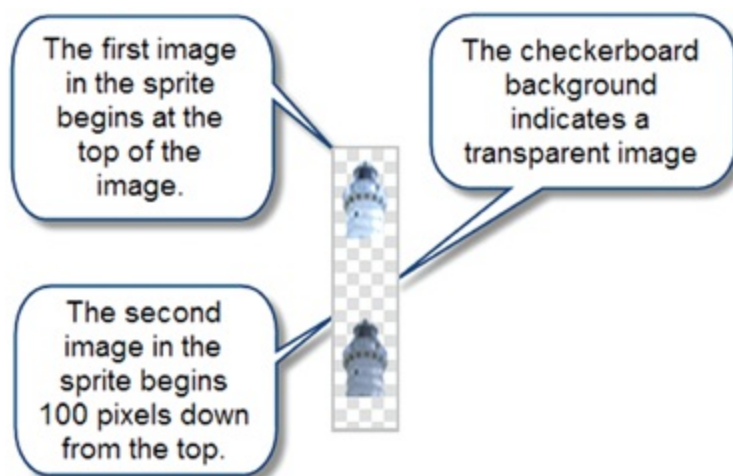 The first image
in the sprite
begins at the
top of the
image.
The checkerboard
background
indicates a
transparent image
The second
image in the
sprite begins
100 pixels down
from the top.